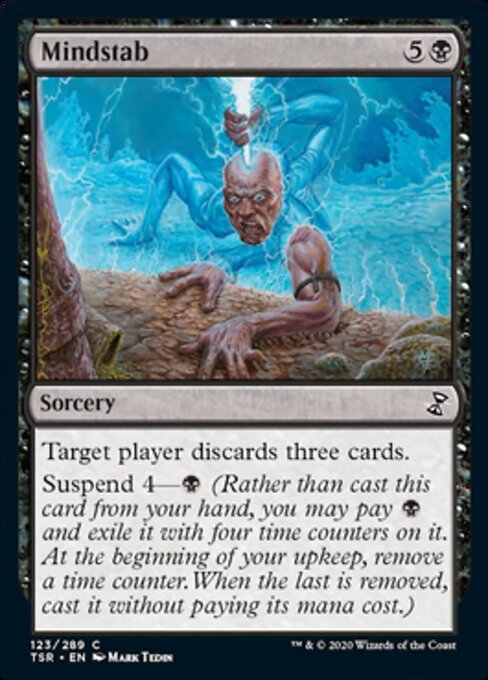 Mindstab 5
Sorcery
Target player discards three cards.
Suspend 4— (Rather than cast this
card from your hand, you may pay
and exile it with four time counters on it.
At the beginning of your upkeep, remove
a time counter. When the last is removed,
cast it without paying its mana cost.)
123/289 C
TSR • EN Mark Tedin
™ & © 2020 Wizards of the Coast